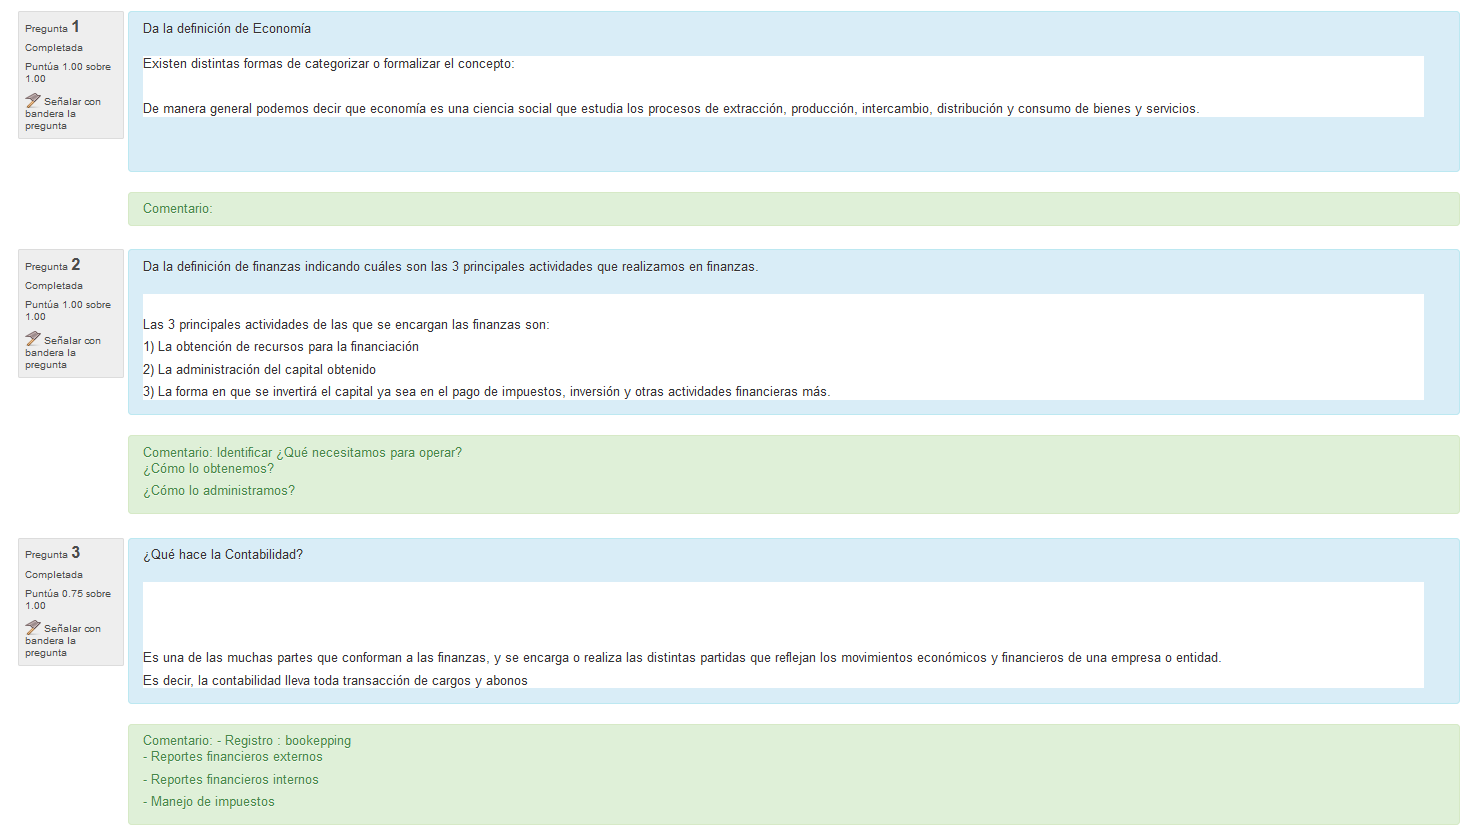 Pregunta 1
Completada
Puntúa 1.00 sobre
1.00
Señalar con
bandera la
pregunta
Da la definición de Economía
Existen distintas formas de categorizar o formalizar el concepto:
De manera general podemos decir que economía es una ciencia social que estudia los procesos de extracción, producción, intercambio, distribución y consumo de bienes y servicios.
Comentario:
Pregunta 2
Completada
Puntúa 1.00 sobre
1.00
Señalar con
bandera la
pregunta
Da la definición de finanzas indicando cuáles son las 3 principales actividades que realizamos en finanzas.
Las 3 principales actividades de las que se encargan las finanzas son:
1) La obtención de recursos para la financiación
2) La administración del capital obtenido
3) La forma en que se invertirá el capital ya sea en el pago de impuestos, inversión y otras actividades financieras más.
Comentario: Identificar ¿Qué necesitamos para operar?
¿Cómo lo obtenemos?
¿Cómo lo administramos?
Pregunta 3
Completada
Puntúa 0.75 sobre
1.00
Señalar con
bandera la
pregunta
¿Qué hace la Contabilidad?
Es una de las muchas partes que conforman a las finanzas, y se encarga o realiza las distintas partidas que reflejan los movimientos económicos y financieros de una empresa o entidad.
Es decir, la contabilidad lleva toda transacción de cargos y abonos
Comentario: - Registro : bookepping
- Reportes financieros externos
- Reportes financieros internos
- Manejo de impuestos